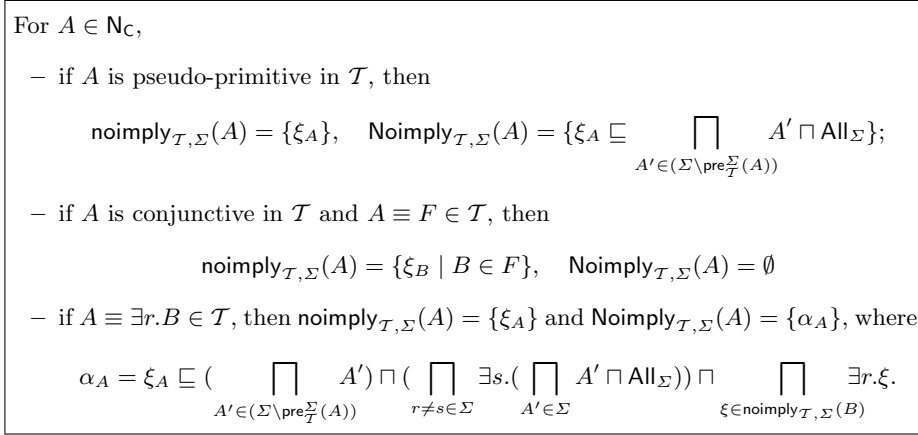 For A ∈ N_C,
– if A is pseudo-primitive in 𝒯, then
noimply_{𝒯,Σ}(A) = {ξ_A}, Noimply_{𝒯,Σ}(A) = {ξ_A ⊑ ⨅_{A′∈(Σ\pre^Σ_𝒯(A))} A′ ⊓ All_Σ};
– if A is conjunctive in 𝒯 and A ≡ F ∈ 𝒯, then
noimply_{𝒯,Σ}(A) = {ξ_B | B ∈ F}, Noimply_{𝒯,Σ}(A) = ∅
– if A ≡ ∃r.B ∈ 𝒯, then noimply_{𝒯,Σ}(A) = {ξ_A} and Noimply_{𝒯,Σ}(A) = {α_A}, where
α_A = ξ_A ⊑ ( ⨅_{A′∈(Σ\pre^Σ_𝒯(A))} A′) ⊓ ( ⨅_{r≠s∈Σ} ∃s.( ⨅_{A′∈Σ} A′ ⊓ All_Σ)) ⊓ ⨅_{ξ∈noimply_{𝒯,Σ}(B)} ∃r.ξ.